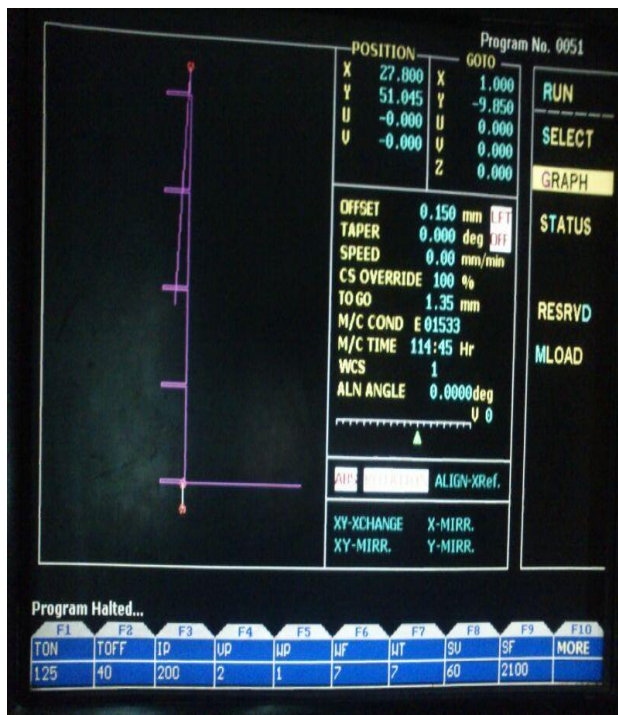 Program No. 0051
POSITION
X 27.800
Y 51.045
U -0.000
V -0.000
GOTO
X 1.000
Y -9.850
U 0.000
V 0.000
Z 0.000
RUN
SELECT
GRAPH
STATUS
RESRVD
MLOAD
OFFSET 0.150 mm LFT
TAPER 0.000 deg OFF
SPEED 0.00 mm/min
CS OVERRIDE 100 %
TO GO 1.35 mm
M/C COND E 01533
M/C TIME 114:45 Hr
WCS 1
ALN ANGLE 0.0000deg
V 0
ABS ALIGN-XRef.
XY-XCHANGE X-MIRR.
XY-MIRR. Y-MIRR.
Program Halted...
F1 F2 F3 F4 F5 F6 F7 F8 F9 F10
TON TOFF IP VP WP WF WT SV SF MORE
125 40 200 2 1 7 7 60 2100